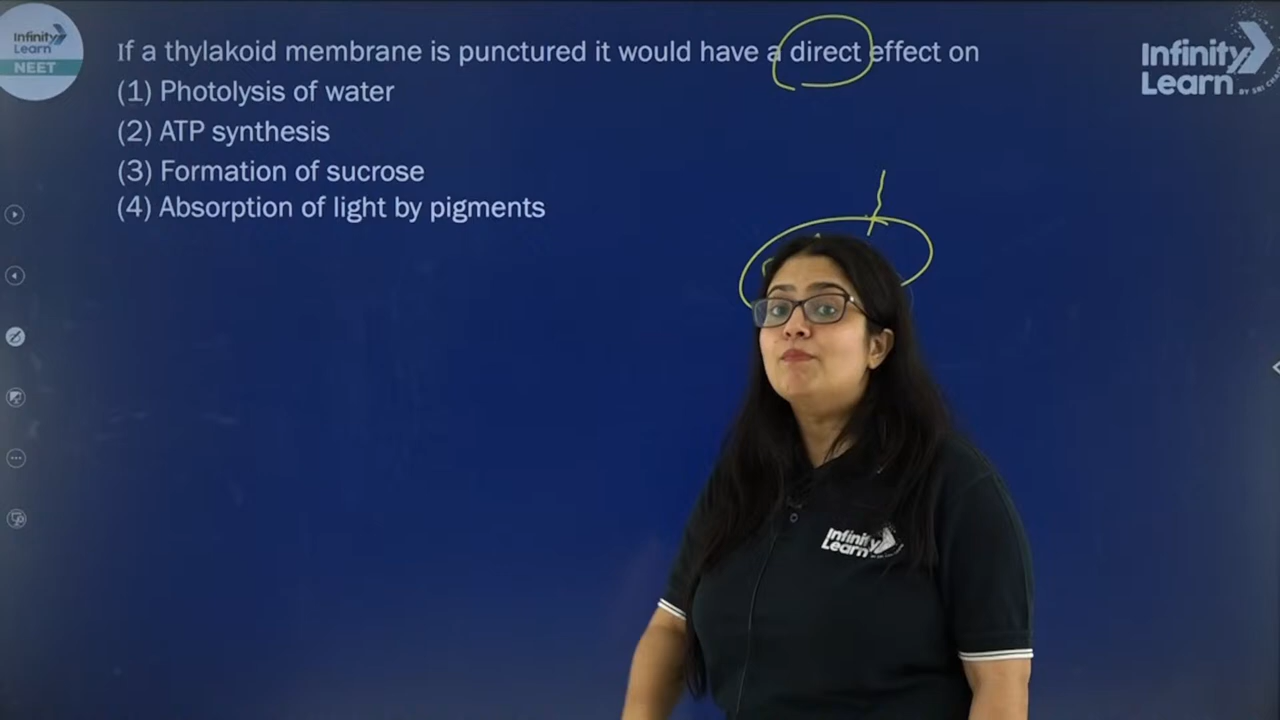 Infinity
Learn
NEET
If a thylakoid membrane is punctured it would have a direct effect on
(1) Photolysis of water
(2) ATP synthesis
(3) Formation of sucrose
(4) Absorption of light by pigments
Infinity
Learn
Infinity
Learn